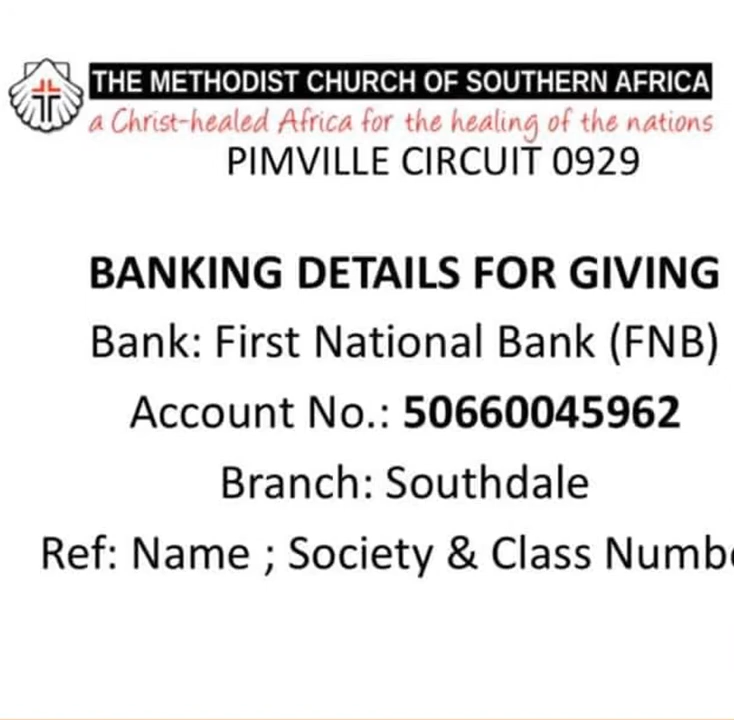 THE METHODIST CHURCH OF SOUTHERN AFRICA
a Christ-healed Africa for the healing of the nations
PIMVILLE CIRCUIT 0929
BANKING DETAILS FOR GIVING
Bank: First National Bank (FNB)
Account No.: 50660045962
Branch: Southdale
Ref: Name ; Society & Class